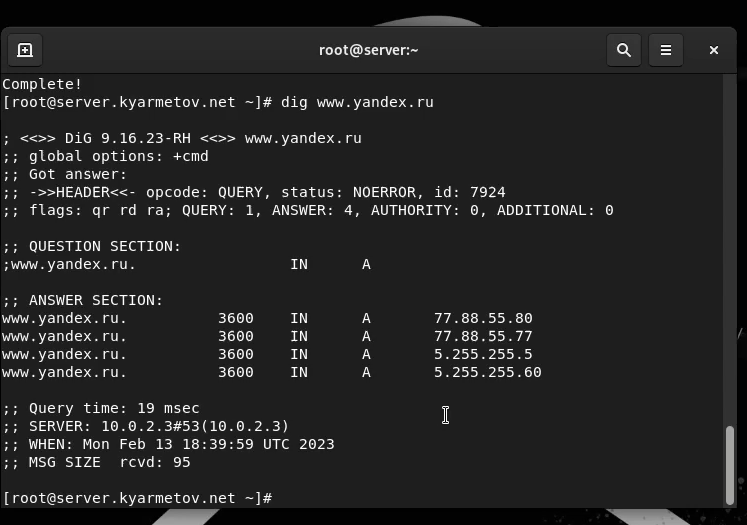 root@server:~
Complete!
[root@server.kyarmetov.net ~]# dig www.yandex.ru
; <<>> DiG 9.16.23-RH <<>> www.yandex.ru
;; global options: +cmd
;; Got answer:
;; ->>HEADER<<- opcode: QUERY, status: NOERROR, id: 7924
;; flags: qr rd ra; QUERY: 1, ANSWER: 4, AUTHORITY: 0, ADDITIONAL: 0
;; QUESTION SECTION:
;www.yandex.ru. IN A
;; ANSWER SECTION:
www.yandex.ru. 3600 IN A 77.88.55.80
www.yandex.ru. 3600 IN A 77.88.55.77
www.yandex.ru. 3600 IN A 5.255.255.5
www.yandex.ru. 3600 IN A 5.255.255.60
;; Query time: 19 msec
;; SERVER: 10.0.2.3#53(10.0.2.3)
;; WHEN: Mon Feb 13 18:39:59 UTC 2023
;; MSG SIZE  rcvd: 95
[root@server.kyarmetov.net ~]#